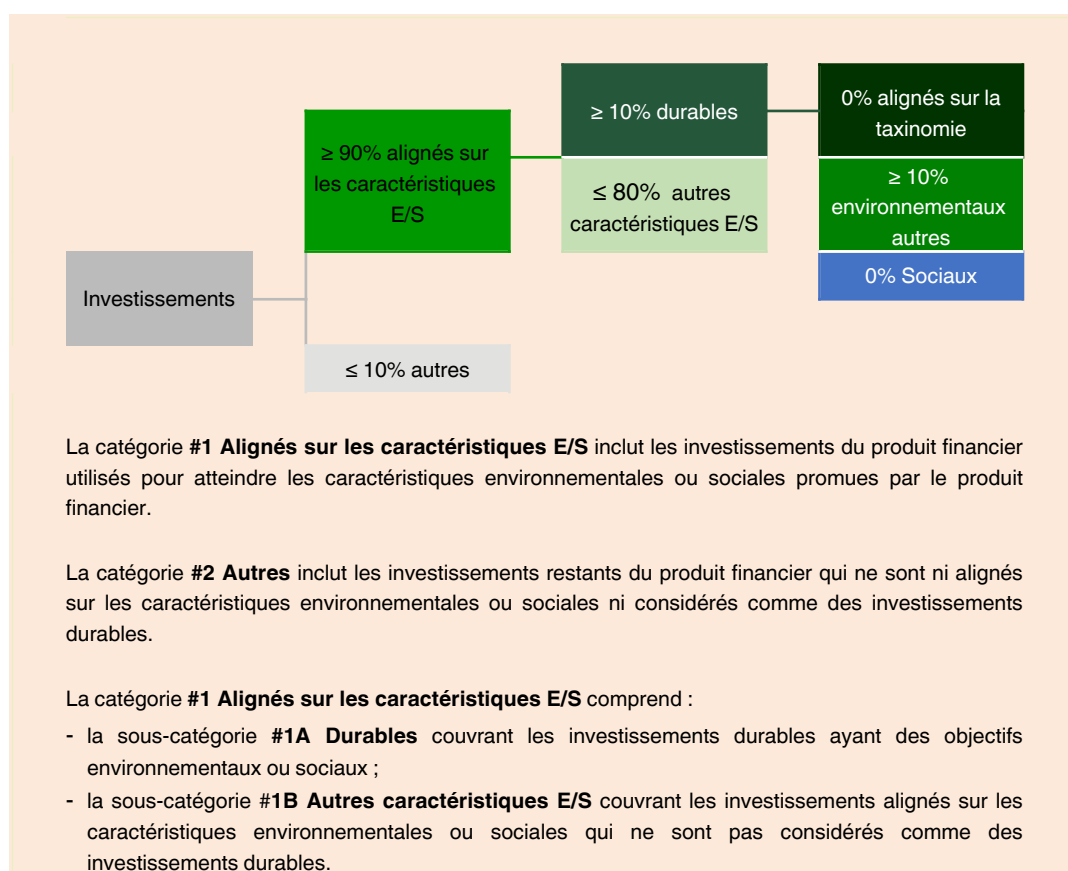 ≥ 10% durables
0% alignés sur la
taxinomie
≥ 90% alignés sur
les caractéristiques
E/S
≤ 80% autres
caractéristiques E/S
≥ 10%
environnementaux
autres
0% Sociaux
Investissements
≤ 10% autres
La catégorie #1 Alignés sur les caractéristiques E/S inclut les investissements du produit financier
utilisés pour atteindre les caractéristiques environnementales ou sociales promues par le produit
financier.
La catégorie #2 Autres inclut les investissements restants du produit financier qui ne sont ni alignés
sur les caractéristiques environnementales ou sociales ni considérés comme des investissements
durables.
La catégorie #1 Alignés sur les caractéristiques E/S comprend :
- la sous-catégorie #1A Durables couvrant les investissements durables ayant des objectifs
environnementaux ou sociaux ;
- la sous-catégorie #1B Autres caractéristiques E/S couvrant les investissements alignés sur les
caractéristiques environnementales ou sociales qui ne sont pas considérés comme des
investissements durables.